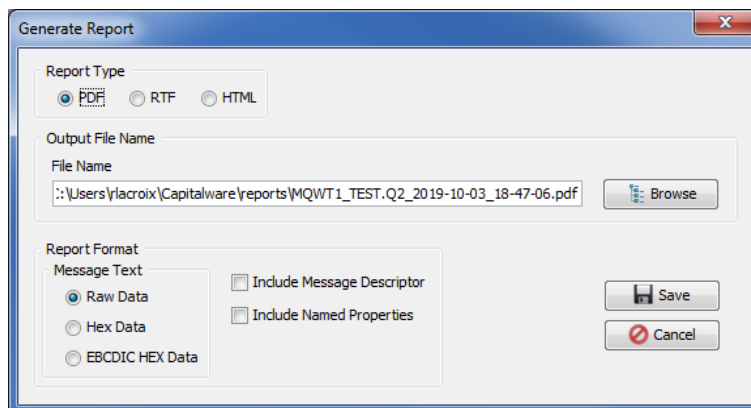 Generate Report
Report Type
PDF RTF HTML
Output File Name
File Name
:\Users\rlacroix\Capitalware\reports\MQWT1_TEST.Q2_2019-10-03_18-47-06.pdf Browse
Report Format
Message Text
Raw Data
Hex Data
EBCDIC HEX Data
Include Message Descriptor
Include Named Properties
Save
Cancel